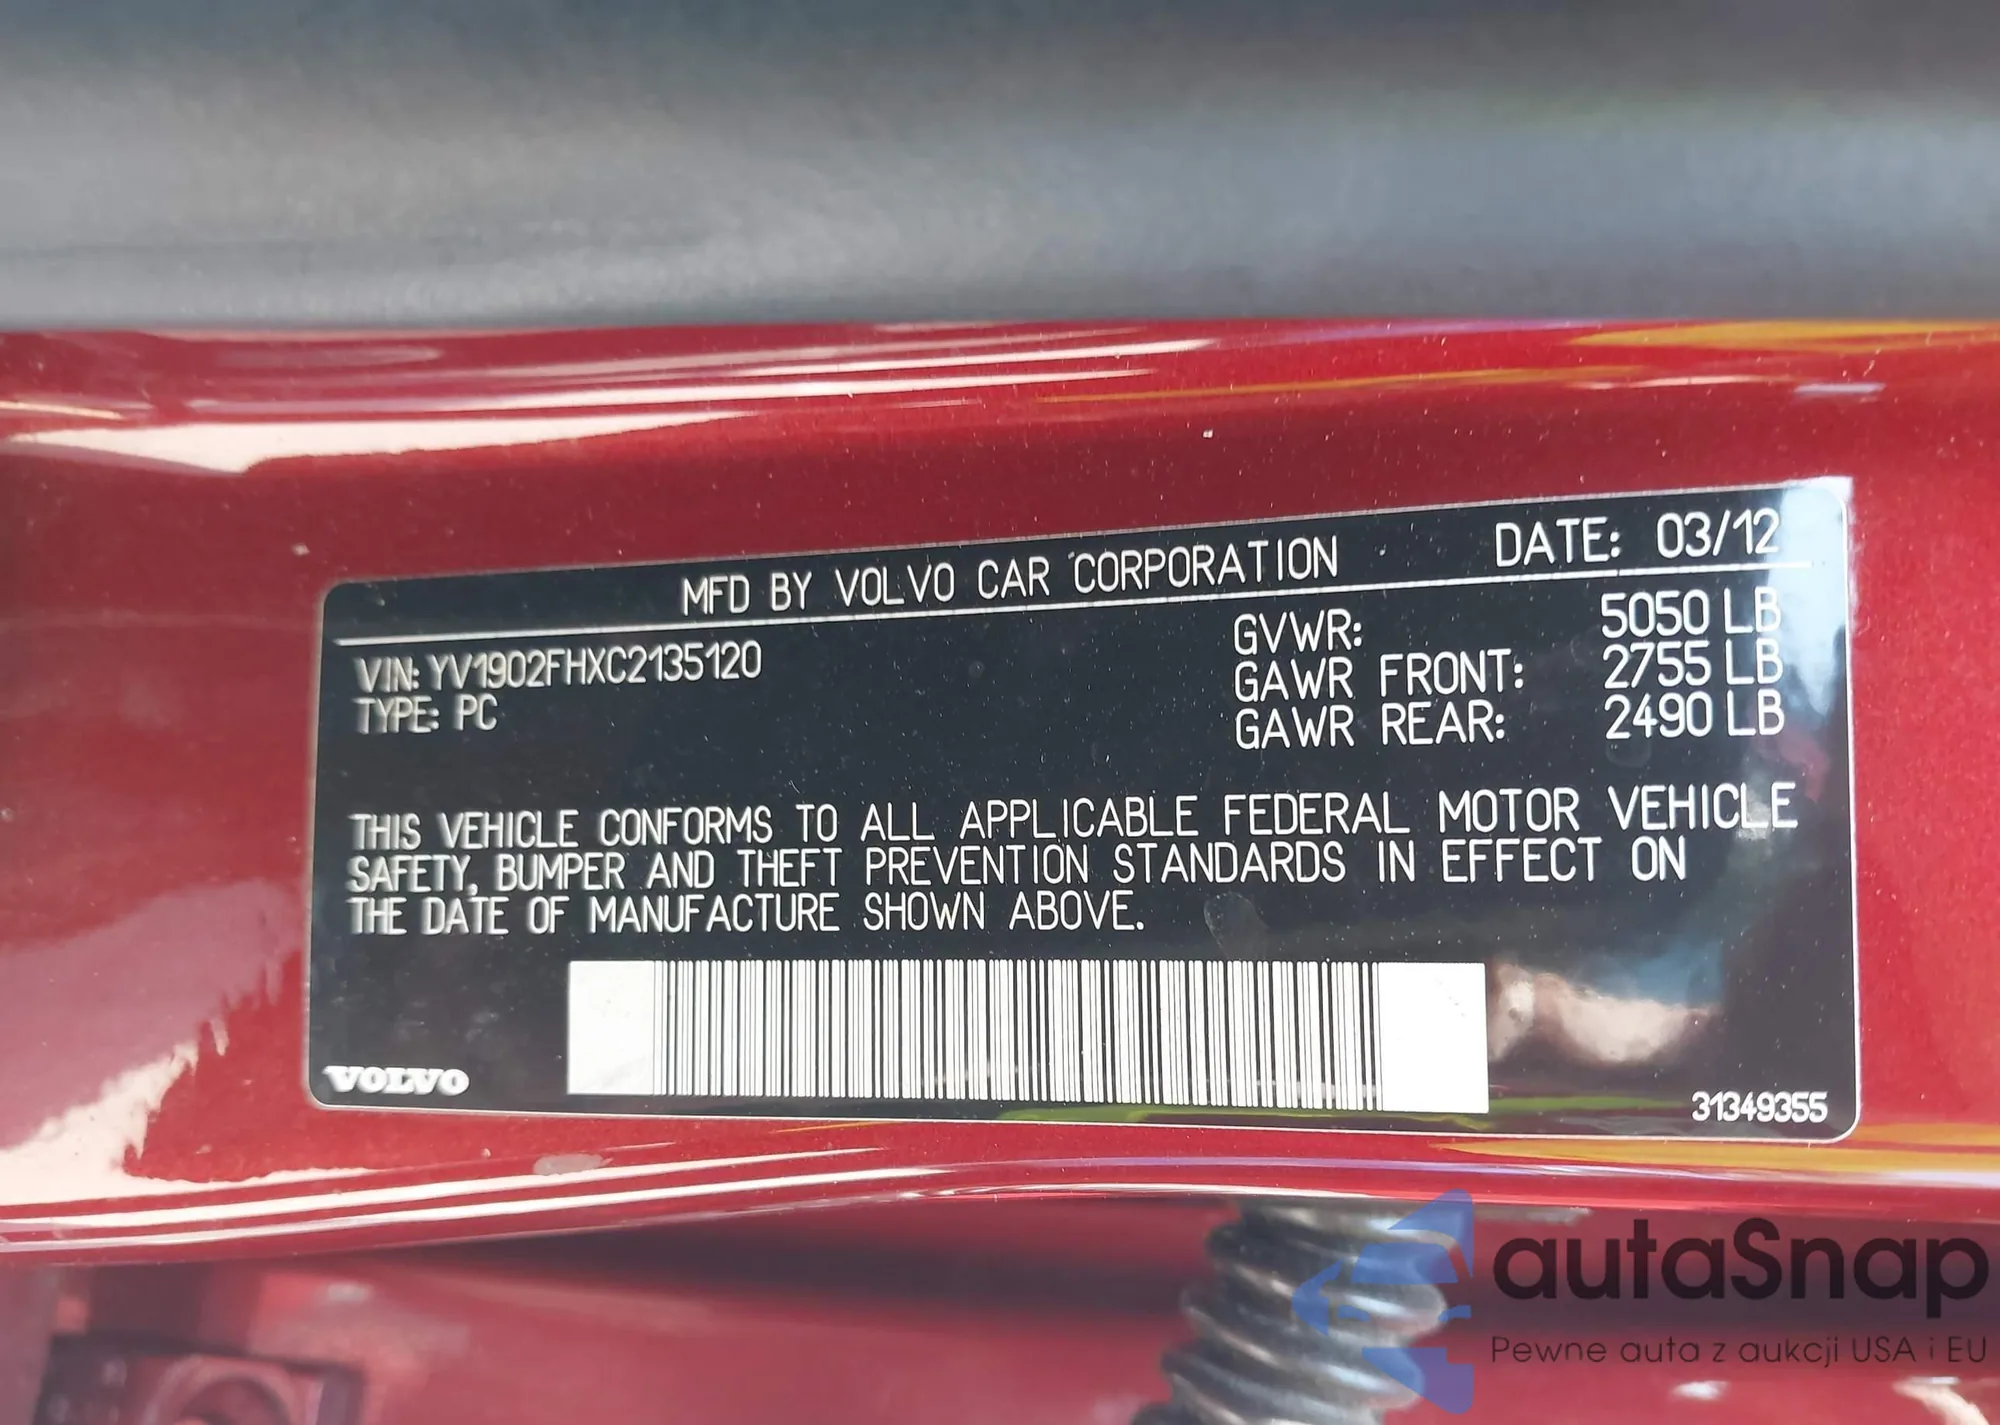 MFD BY VOLVO CAR CORPORATION DATE: 03/12
VIN: YV1902FHXC2135120
TYPE: PC
GVWR: 5050 LB
GAWR FRONT: 2755 LB
GAWR REAR: 2490 LB
THIS VEHICLE CONFORMS TO ALL APPLICABLE FEDERAL MOTOR VEHICLE
SAFETY, BUMPER AND THEFT PREVENTION STANDARDS IN EFFECT ON
THE DATE OF MANUFACTURE SHOWN ABOVE.
VOLVO
31349355
autaSnap
Pewne auta z aukcji USA i EU